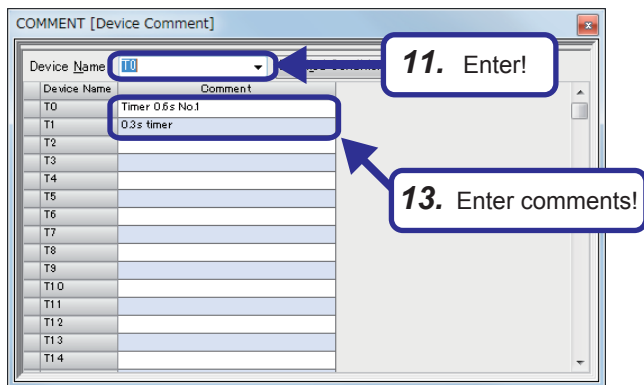 COMMENT [Device Comment]
Device Name T0
11. Enter!
Device Name Comment
T0 Timer 0.6s No.1
T1 0.3s timer
T2
T3
T4
T5
T6
T7
T8
T9
T10
T11
T12
T13
T14
13. Enter comments!